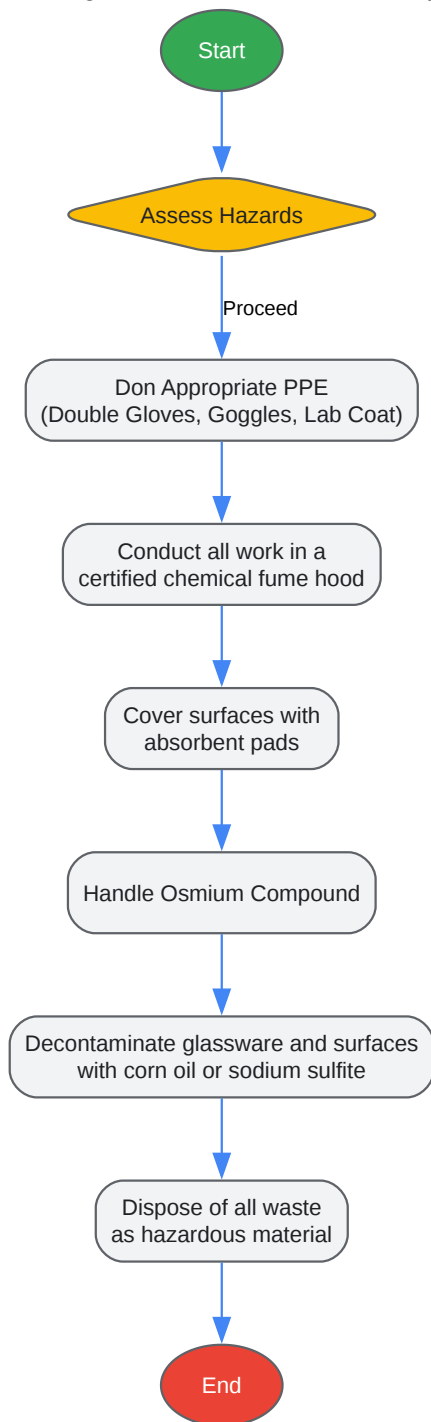 Start
Assess Hazards
Proceed
Don Appropriate PPE
(Double Gloves, Goggles, Lab Coat)
Conduct all work in a
certified chemical fume hood
Cover surfaces with
absorbent pads
Handle Osmium Compound
Decontaminate glassware and surfaces
with corn oil or sodium sulfite
Dispose of all waste
as hazardous material
End